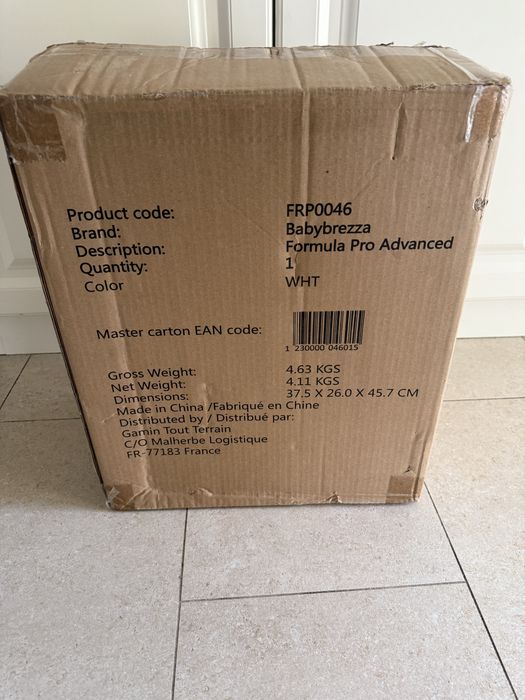 Product code: FRP0046
Brand: Babybrezza
Description: Formula Pro Advanced
Quantity: 1
Color WHT
Master carton EAN code:
1 230000 046015
Gross Weight: 4.63 KGS
Net Weight: 4.11 KGS
Dimensions: 37.5 X 26.0 X 45.7 CM
Made in China /Fabriqué en Chine
Distributed by / Distribué par:
Gamin Tout Terrain
C/O Malherbe Logistique
FR-77183 France